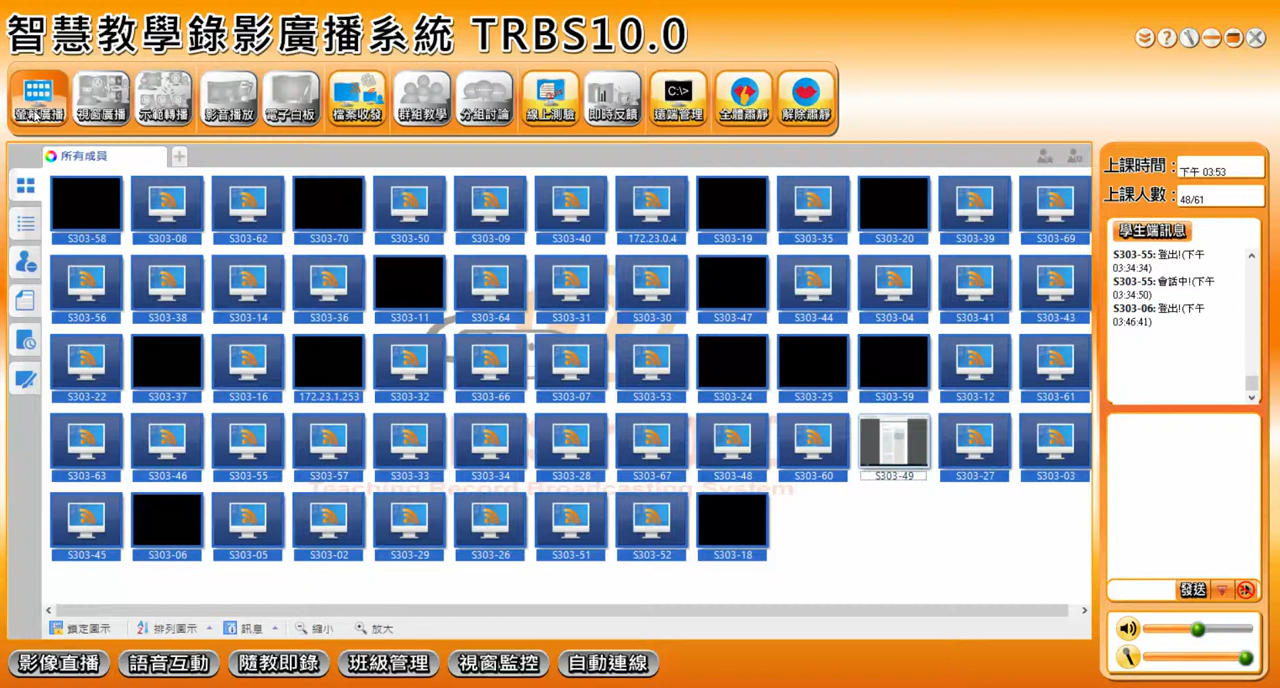 智慧教學錄影廣播系統 TRBS10.0
螢幕廣播 視窗廣播 示範轉播 影音播放 電子白板 檔案收發 群組教學 分組討論 線上測驗 即時反饋 遠端管理 全體肅靜 解除肅靜
C:\>
所有成員
S303-58 S303-08 S303-62 S303-70 S303-50 S303-09 S303-40 172.23.0.4 S303-19 S303-35 S303-20 S303-39 S303-69
S303-56 S303-38 S303-14 S303-36 S303-11 S303-64 S303-31 S303-30 S303-47 S303-44 S303-04 S303-41 S303-43
S303-22 S303-37 S303-16 172.23.1.253 S303-32 S303-66 S303-07 S303-53 S303-24 S303-25 S303-59 S303-12 S303-61
S303-63 S303-46 S303-55 S303-57 S303-33 S303-34 S303-28 S303-67 S303-48 S303-60 S303-49 S303-27 S303-03
Teaching Record Broadcasting System
S303-45 S303-06 S303-05 S303-02 S303-29 S303-26 S303-51 S303-52 S303-18
鎖定圖示 排列圖示 訊息 縮小 放大
影像直播 語音互動 隨教即錄 班級管理 視窗監控 自動連線
上課時間 : 下午 03:53
上課人數 : 48/61
學生端訊息
S303-55: 登出!(下午
03:34:34)
S303-55: 會話中!(下午
03:34:50)
S303-06: 登出!(下午
03:46:41)
發送